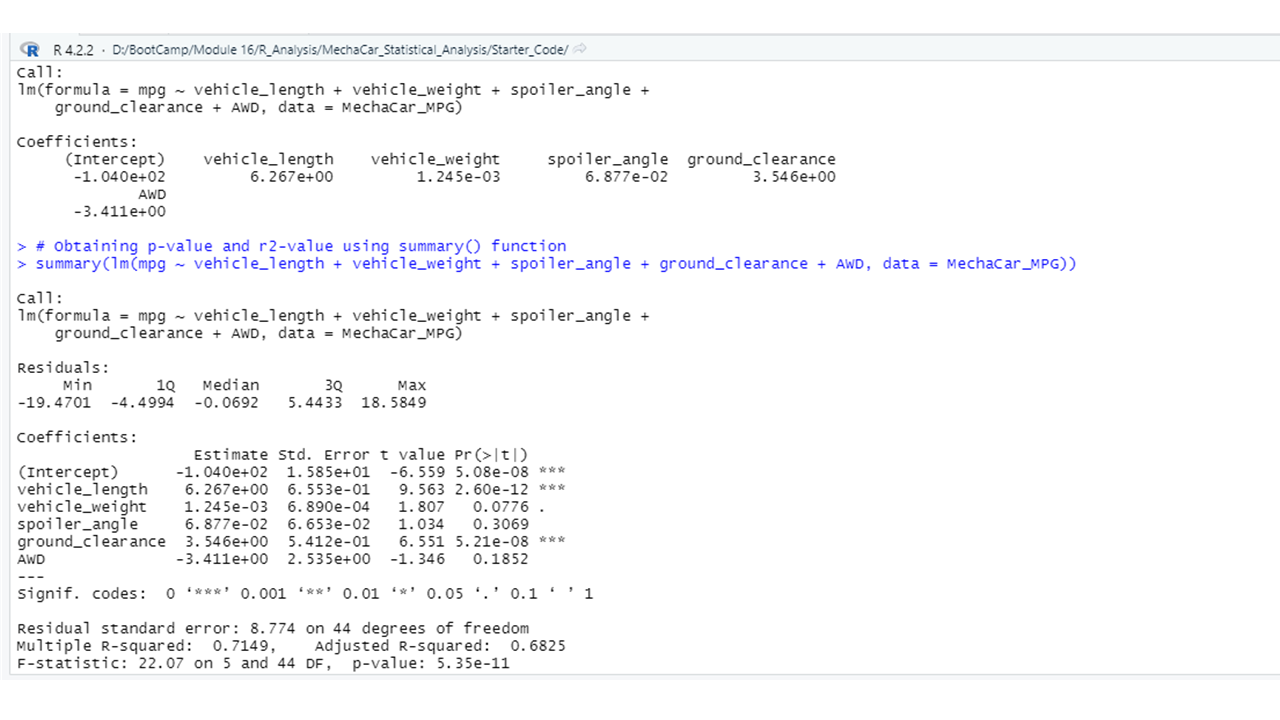 R R 4.2.2 · D:/BootCamp/Module 16/R_Analysis/MechaCar_Statistical_Analysis/Starter_Code/
Call:
lm(formula = mpg ~ vehicle_length + vehicle_weight + spoiler_angle +
    ground_clearance + AWD, data = MechaCar_MPG)
Coefficients:
     (Intercept)    vehicle_length    vehicle_weight     spoiler_angle  ground_clearance
      -1.040e+02         6.267e+00         1.245e-03         6.877e-02         3.546e+00
             AWD
      -3.411e+00
> # Obtaining p-value and r2-value using summary() function
> summary(lm(mpg ~ vehicle_length + vehicle_weight + spoiler_angle + ground_clearance + AWD, data = MechaCar_MPG))
Call:
lm(formula = mpg ~ vehicle_length + vehicle_weight + spoiler_angle +
    ground_clearance + AWD, data = MechaCar_MPG)
Residuals:
     Min       1Q   Median       3Q      Max
-19.4701  -4.4994  -0.0692   5.4433  18.5849
Coefficients:
                   Estimate Std. Error t value Pr(>|t|)
(Intercept)      -1.040e+02  1.585e+01  -6.559 5.08e-08 ***
vehicle_length    6.267e+00  6.553e-01   9.563 2.60e-12 ***
vehicle_weight    1.245e-03  6.890e-04   1.807   0.0776 .
spoiler_angle     6.877e-02  6.653e-02   1.034   0.3069
ground_clearance  3.546e+00  5.412e-01   6.551 5.21e-08 ***
AWD              -3.411e+00  2.535e+00  -1.346   0.1852
---
Signif. codes:  0 ‘***’ 0.001 ‘**’ 0.01 ‘*’ 0.05 ‘.’ 0.1 ‘ ’ 1
Residual standard error: 8.774 on 44 degrees of freedom
Multiple R-squared:  0.7149,    Adjusted R-squared:  0.6825
F-statistic: 22.07 on 5 and 44 DF,  p-value: 5.35e-11